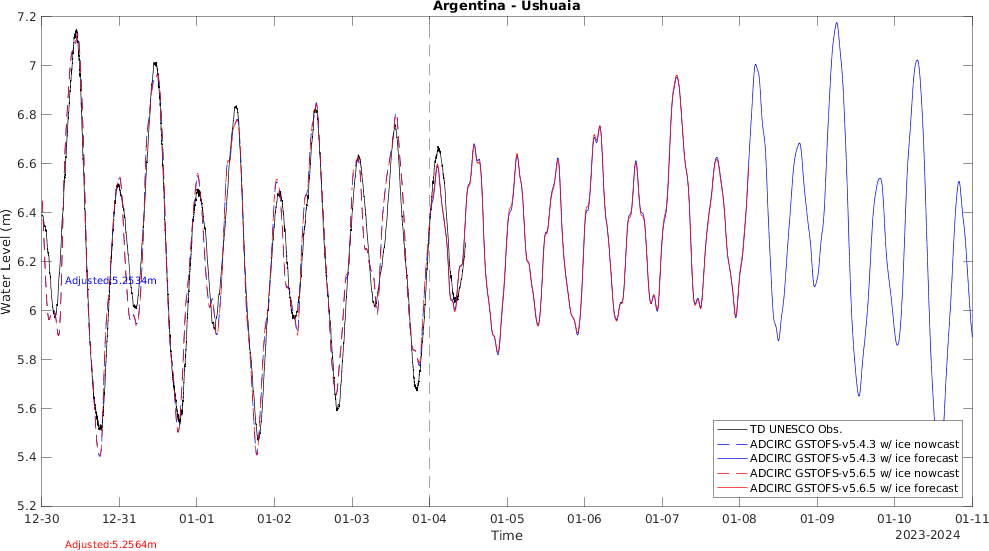 Argentina - Ushuaia
7.2
7
6.8
6.6
6.4
6.2
6
5.8
5.6
5.4
5.2
Water Level (m)
Adjusted:5.2534m
TD UNESCO Obs.
ADCIRC GSTOFS-v5.4.3 w/ ice nowcast
ADCIRC GSTOFS-v5.4.3 w/ ice forecast
ADCIRC GSTOFS-v5.6.5 w/ ice nowcast
ADCIRC GSTOFS-v5.6.5 w/ ice forecast
12-30 12-31 01-01 01-02 01-03 01-04 01-05 01-06 01-07 01-08 01-09 01-10 01-11
Time
2023-2024
Adjusted:5.2564m